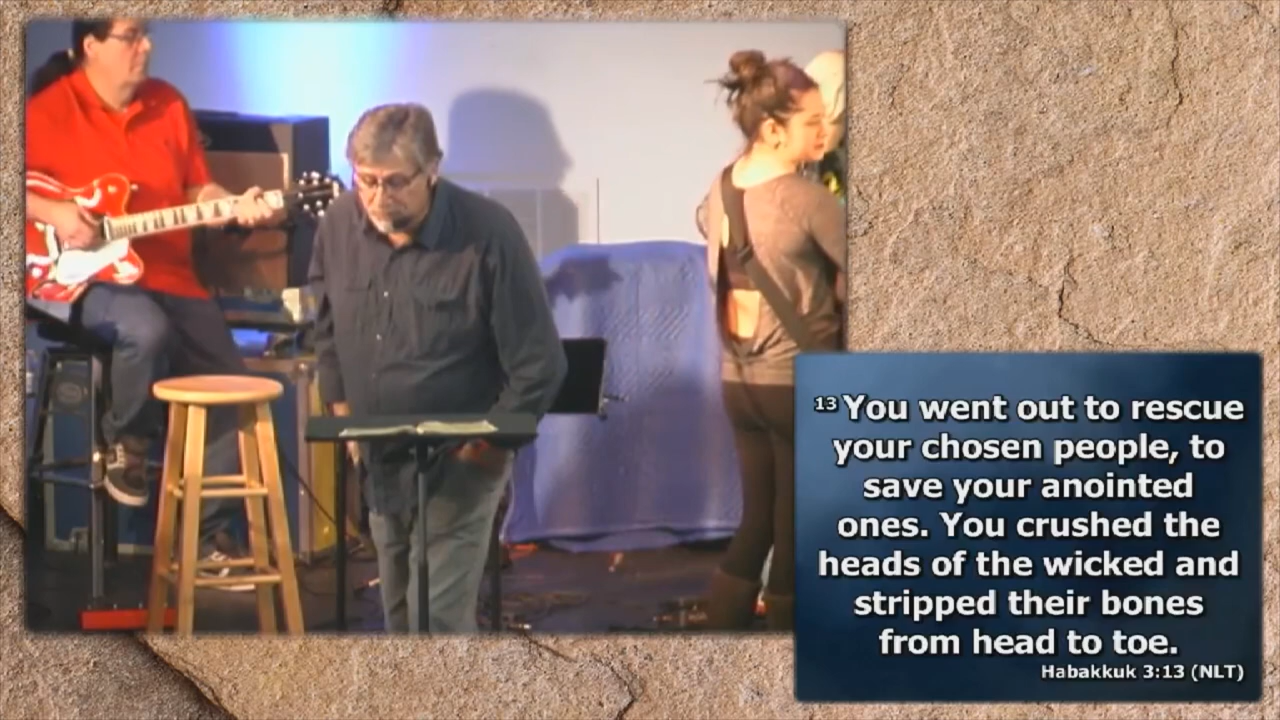 13 You went out to rescue
your chosen people, to
save your anointed
ones. You crushed the
heads of the wicked and
stripped their bones
from head to toe.
Habakkuk 3:13 (NLT)